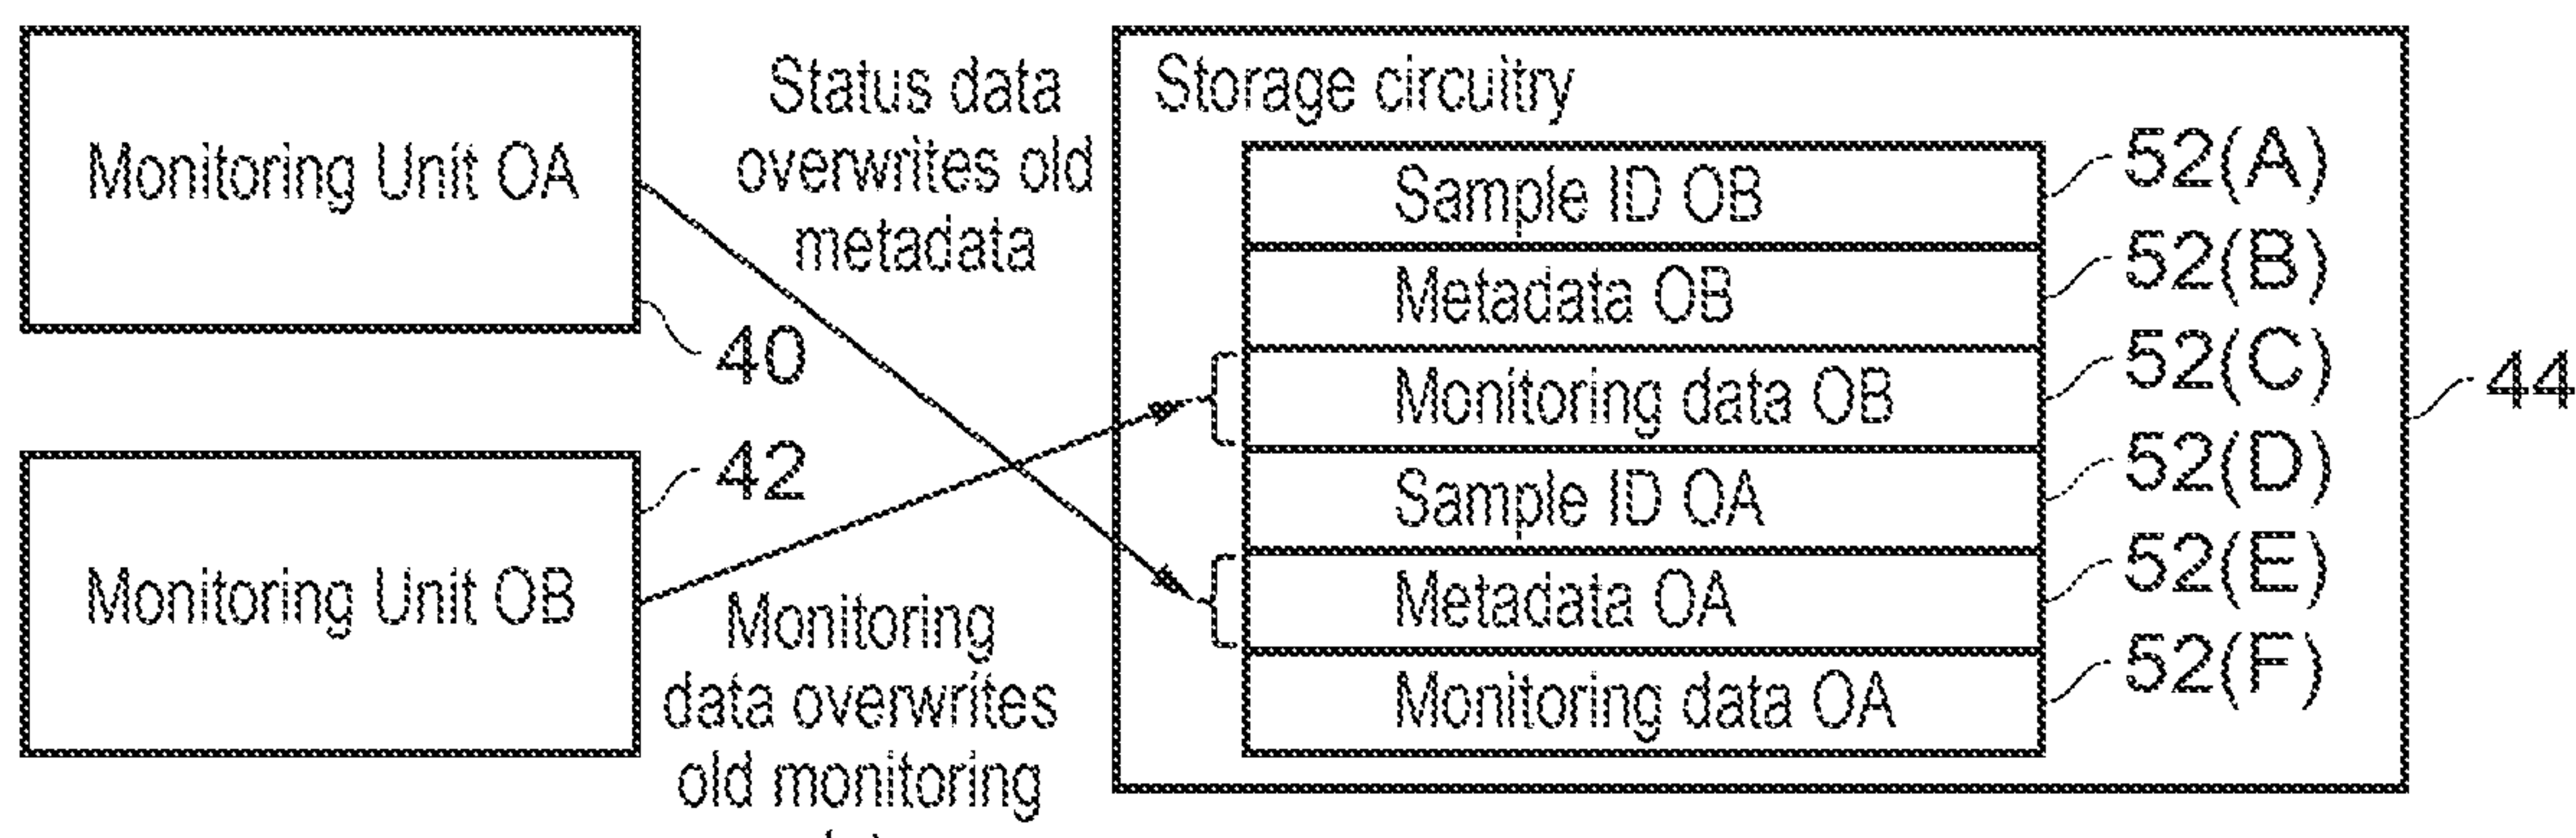 Monitoring Unit OA
40
Monitoring Unit OB
42
Status data
overwrites old
metadata
Monitoring
data overwrites
old monitoring
Storage circuitry
Sample ID OB
52(A)
Metadata OB
52(B)
Monitoring data OB
52(C)
Sample ID OA
52(D)
Metadata OA
52(E)
Monitoring data OA
52(F)
44